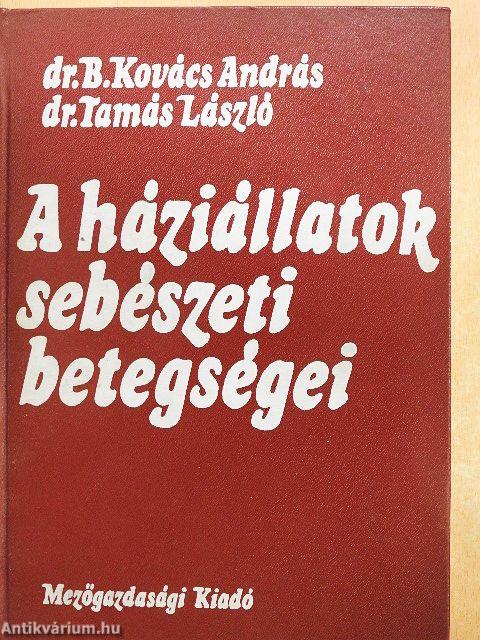 dr.B.Kovács András
dr.Tamás László
A háziállatok
sebészeti
betegségei
Mezőgazdasági Kiadó
Antikvárium.hu